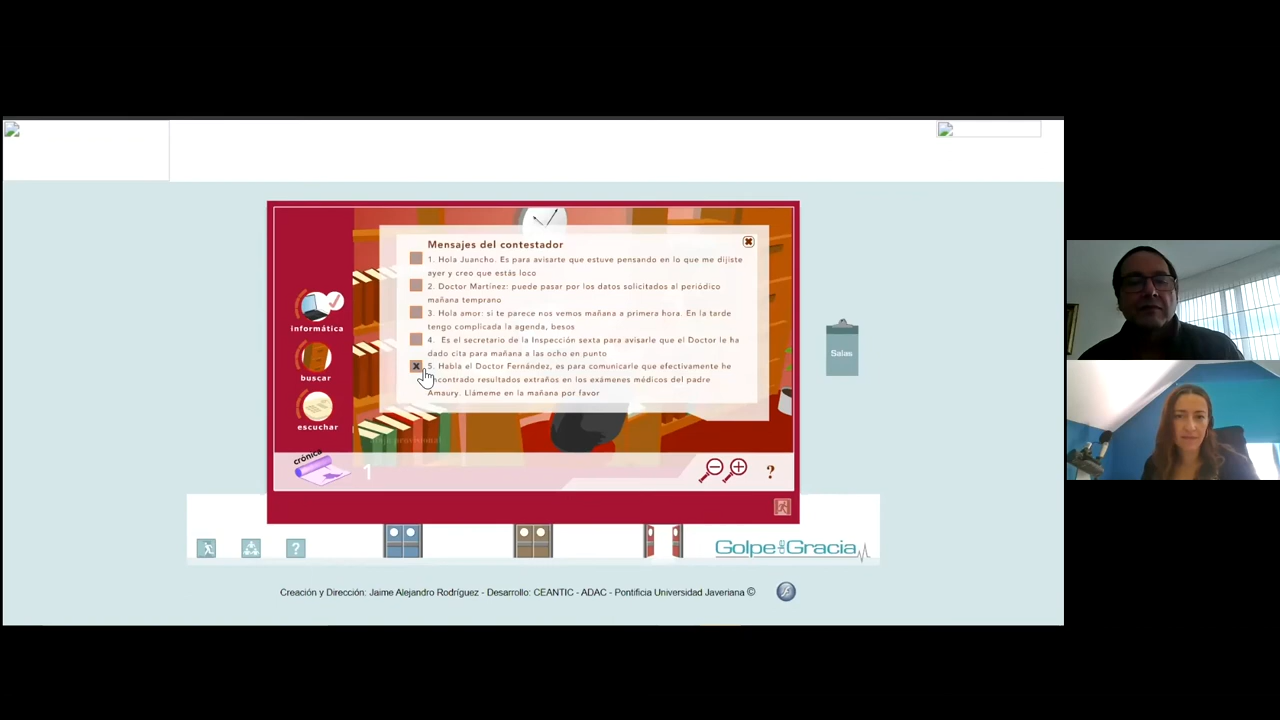 Mensajes del contestador
1. Hola Juancho. Es para avisarte que estuve pensando en lo que me dijiste
ayer y creo que estás loco
2. Doctor Martínez: puede pasar por los datos solicitados al periódico
mañana temprano
3. Hola amor: si te parece nos vemos mañana a primera hora. En la tarde
tengo complicada la agenda, besos
4. Es el secretario de la Inspección sexta para avisarle que el Doctor le ha
dado cita para mañana a las ocho en punto
5. Habla el Doctor Fernández, es para comunicarle que efectivamente he
encontrado resultados extraños en los exámenes médicos del padre
Amaury. Llámeme en la mañana por favor
informática
buscar
escuchar
crónica
1
?
Salas
?
Golpe de Gracia
Creación y Dirección: Jaime Alejandro Rodríguez - Desarrollo: CEANTIC - ADAC - Pontificia Universidad Javeriana ©